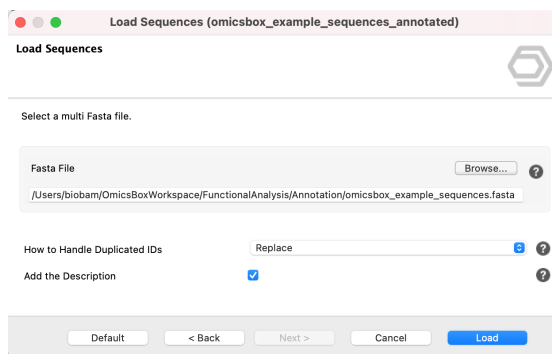 Load Sequences (omicsbox_example_sequences_annotated)
Load Sequences
Select a multi Fasta file.
Fasta File
Browse...
?
/Users/biobam/OmicsBoxWorkspace/FunctionalAnalysis/Annotation/omicsbox_example_sequences.fasta
How to Handle Duplicated IDs Replace ?
Add the Description ?
Default < Back Next > Cancel Load